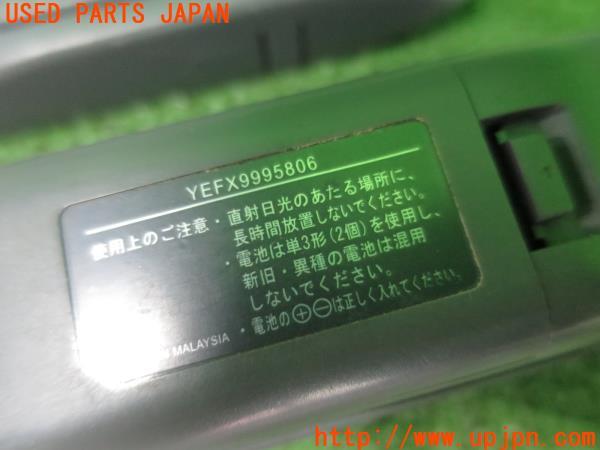 USED PARTS JAPAN
YEFX9995806
使用上のご注意・直射日光のあたる場所に、
長時間放置しないでください。
・電池は単3形(2個)を使用し、
新旧・異種の電池は混用
しないでください。
・電池の⊕⊖は正しく入れてください。
MALAYSIA
http://www.upjpn.com/